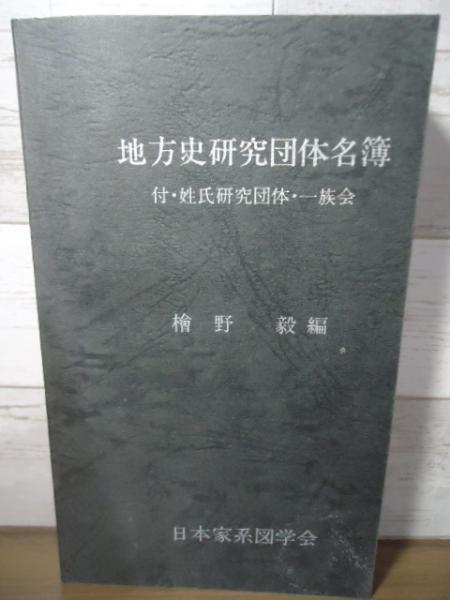 地方史研究団体名簿
付・姓氏研究団体・一族会
檜野 毅編
日本家系図学会